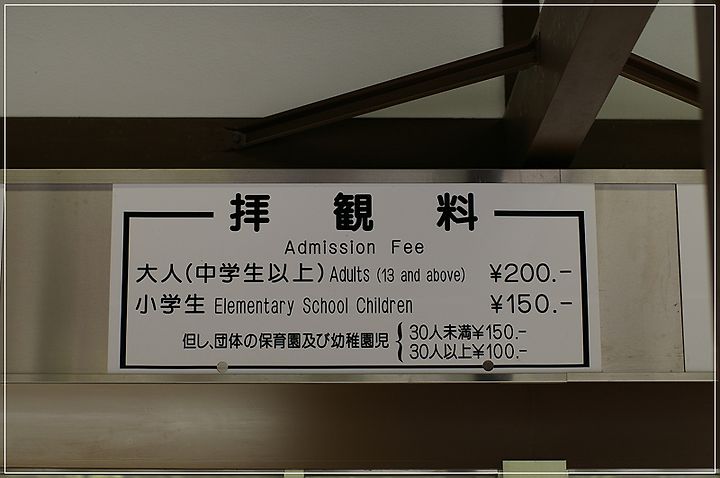 拝観料
Admission Fee
大人(中学生以上) Adults (13 and above) ¥200.-
小学生 Elementary School Children ¥150.-
但し、団体の保育園及び幼稚園児 { 30人未満¥150.-
30人以上¥100.-